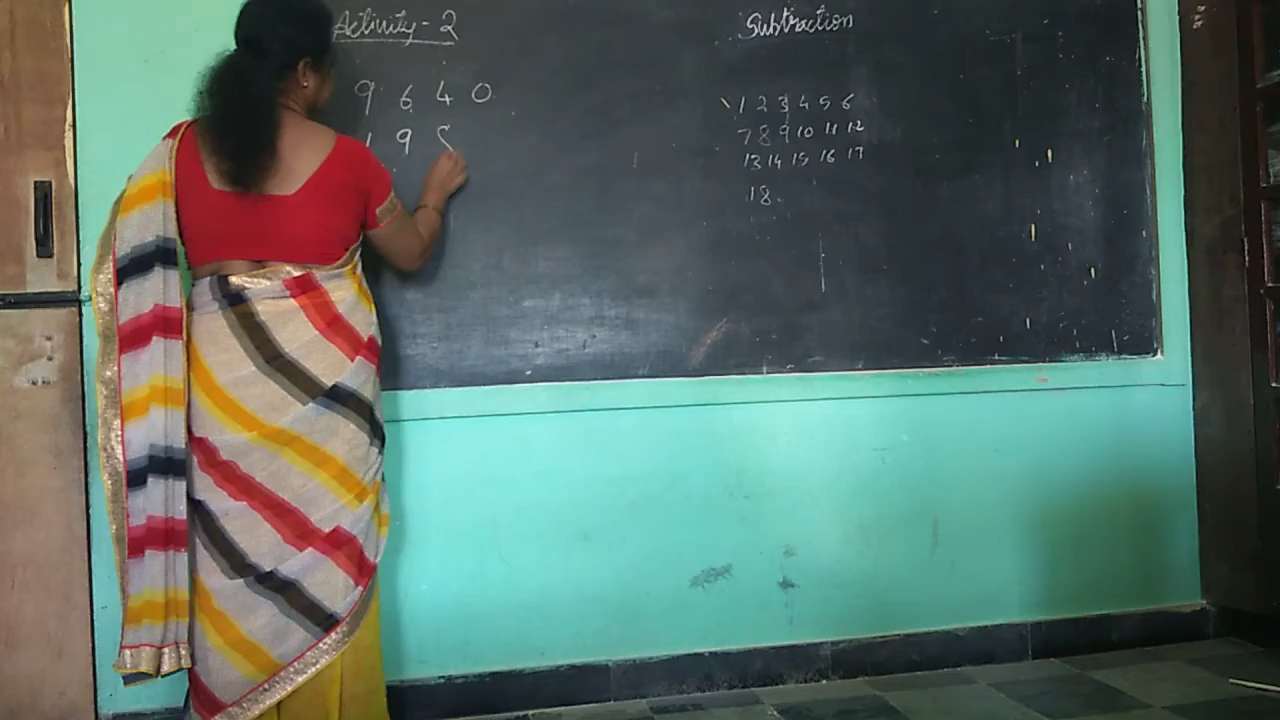 Activity - 2
9 6 4 0
1 9 5
Subtraction
1 2 3 4 5 6
7 8 9 10 11 12
13 14 15 16 17
18.